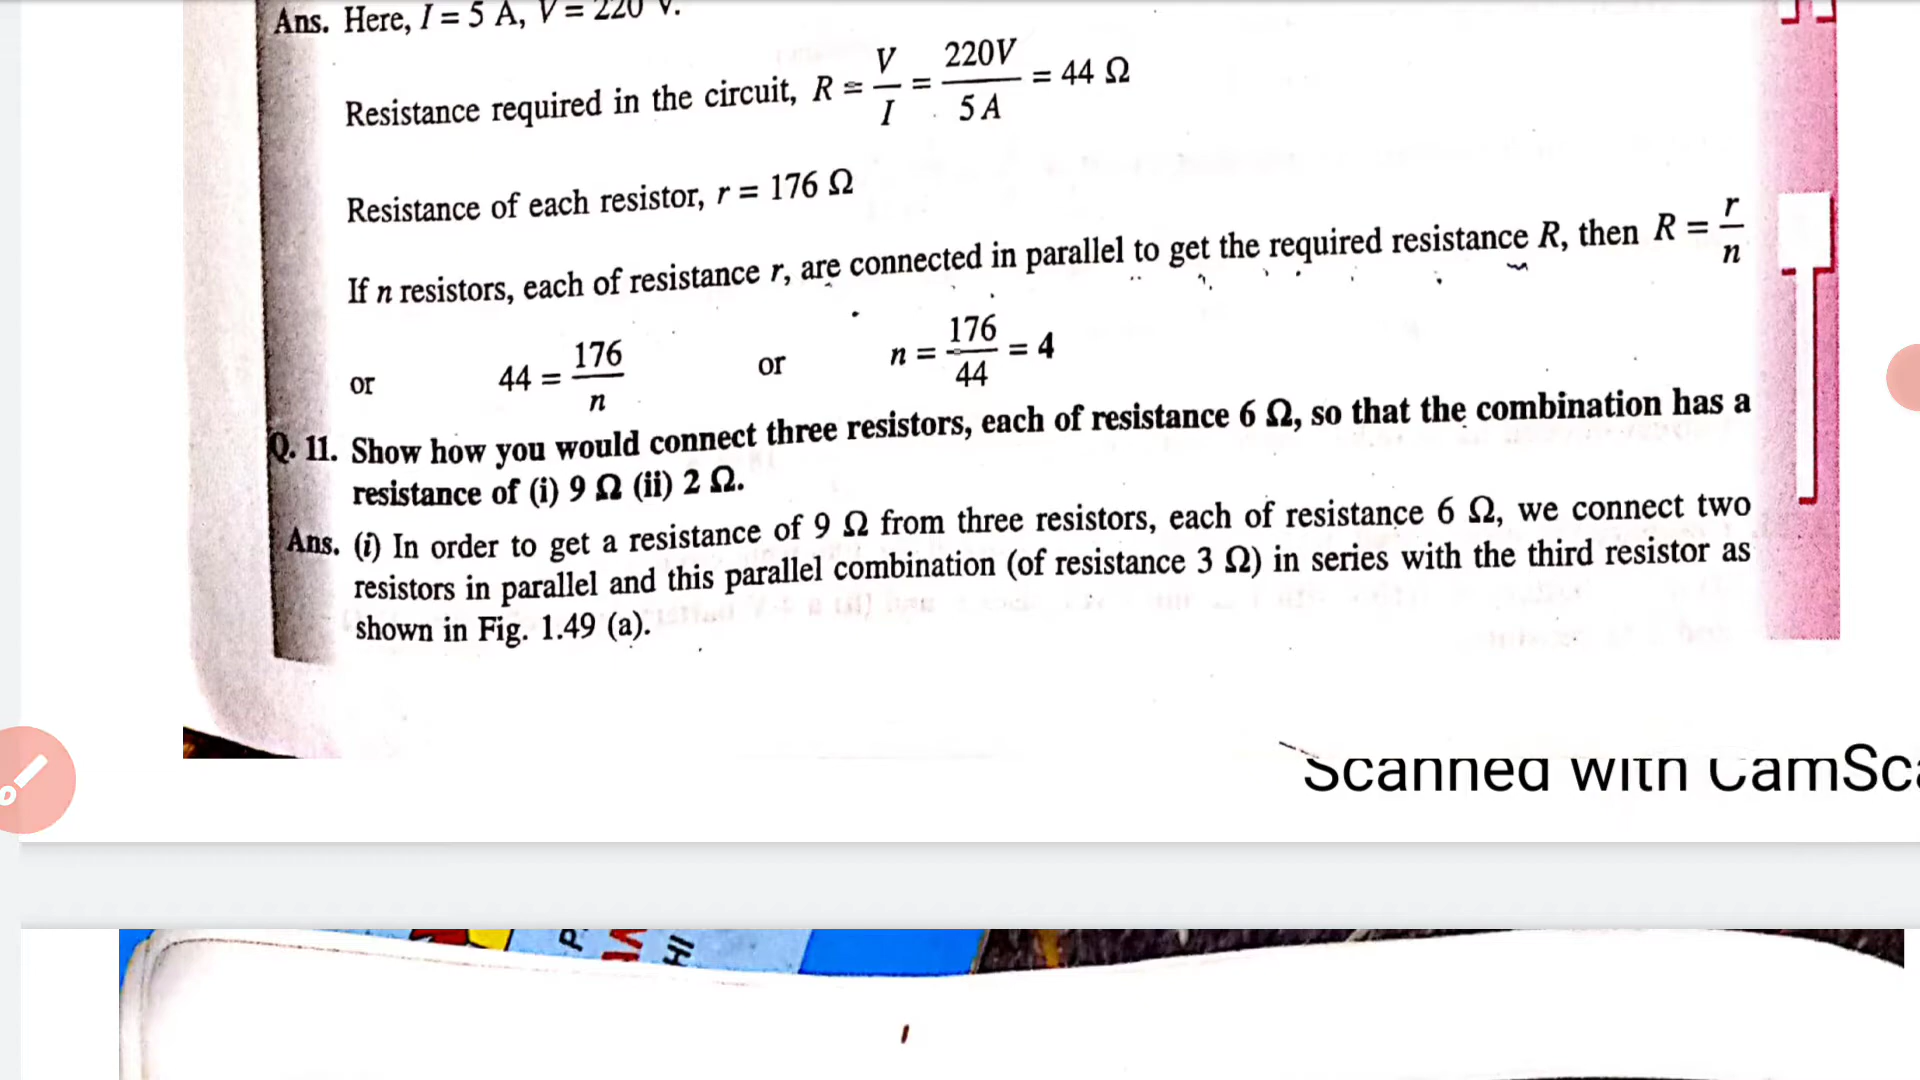 Ans. Here, I = 5 A, V = 220 V.
Resistance required in the circuit, R = V/I = 220V/5 A = 44 Ω
Resistance of each resistor, r = 176 Ω
If n resistors, each of resistance r, are connected in parallel to get the required resistance R, then R = r/n
or 44 = 176/n or n = 176/44 = 4
Q. 11. Show how you would connect three resistors, each of resistance 6 Ω, so that the combination has a
resistance of (i) 9 Ω (ii) 2 Ω.
Ans. (i) In order to get a resistance of 9 Ω from three resistors, each of resistance 6 Ω, we connect two
resistors in parallel and this parallel combination (of resistance 3 Ω) in series with the third resistor as
shown in Fig. 1.49 (a).
Scanned with CamSc